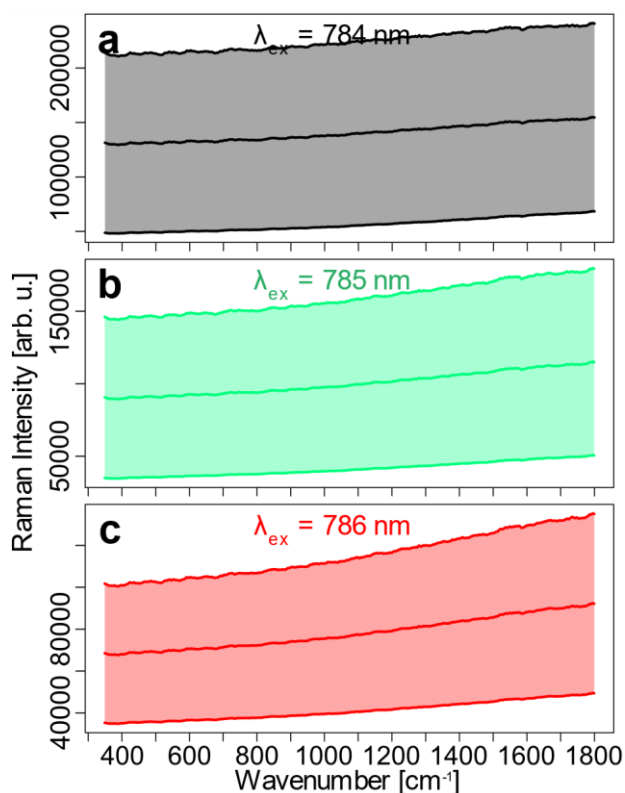 a
λex = 784 nm
200000
100000
b
λex = 785 nm
150000
50000
c
λex = 786 nm
80000
40000
Raman Intensity [arb. u.]
400 600 800 1000 1200 1400 1600 1800
Wavenumber [cm-1]